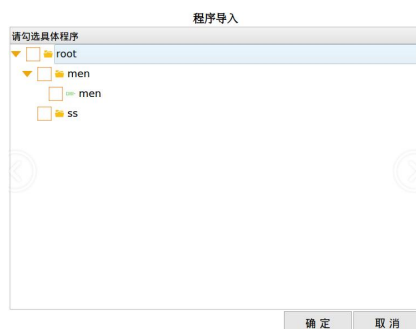 程序导入
请勾选具体程序
root
men
men
ss
确定
取消